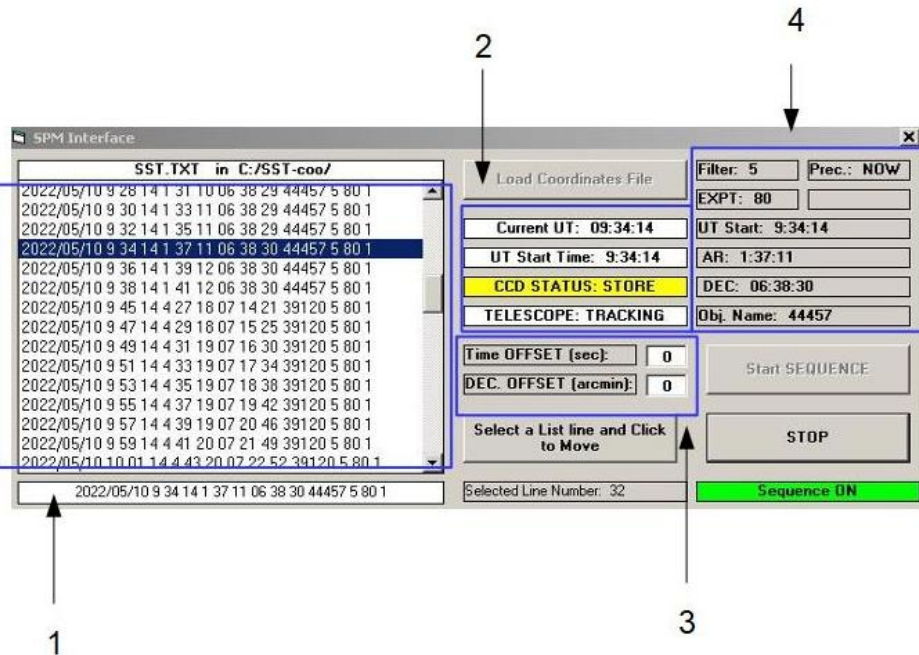 2
4
SPM Interface
SST.TXT in C:/SST-coo/
2022/05/10 9 28 14 1 31 10 06 38 29 44457 5 80 1
2022/05/10 9 30 14 1 33 11 06 38 29 44457 5 80 1
2022/05/10 9 32 14 1 35 11 06 38 29 44457 5 80 1
2022/05/10 9 34 14 1 37 11 06 38 30 44457 5 80 1
2022/05/10 9 36 14 1 39 12 06 38 30 44457 5 80 1
2022/05/10 9 38 14 1 41 12 06 38 30 44457 5 80 1
2022/05/10 9 45 14 4 27 18 07 14 21 39120 5 80 1
2022/05/10 9 47 14 4 29 18 07 15 25 39120 5 80 1
2022/05/10 9 49 14 4 31 19 07 16 30 39120 5 80 1
2022/05/10 9 51 14 4 33 19 07 17 34 39120 5 80 1
2022/05/10 9 53 14 4 35 19 07 18 38 39120 5 80 1
2022/05/10 9 55 14 4 37 19 07 19 42 39120 5 80 1
2022/05/10 9 57 14 4 39 19 07 20 46 39120 5 80 1
2022/05/10 9 59 14 4 41 20 07 21 49 39120 5 80 1
2022/05/10 10 01 14 4 43 20 07 22 52 39120 5 80 1
2022/05/10 9 34 14 1 37 11 06 38 30 44457 5 80 1
Load Coordinates File
Current UT: 09:34:14
UT Start Time: 9:34:14
CCD STATUS: STORE
TELESCOPE: TRACKING
Time OFFSET (sec): 0
DEC. OFFSET (arcmin): 0
Select a List line and Click
to Move
Selected Line Number: 32
Filter: 5
Prec.: NOW
EXPT: 80
UT Start: 9:34:14
AR: 1:37:11
DEC: 06:38:30
Obj. Name: 44457
Start SEQUENCE
STOP
Sequence ON
3
1